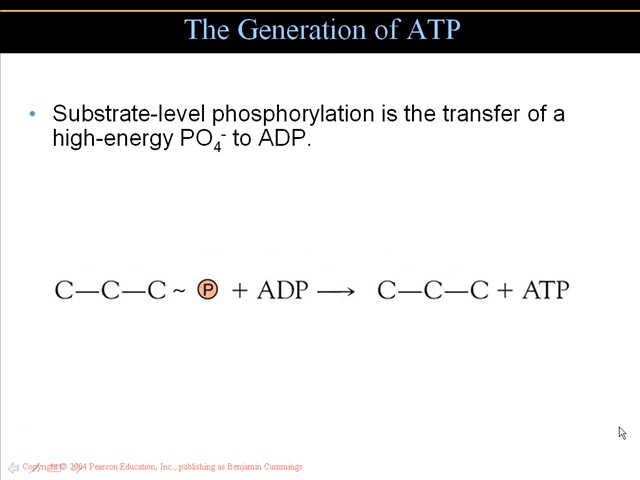 The Generation of ATP
• Substrate-level phosphorylation is the transfer of a
high-energy PO₄⁻ to ADP.
C—C—C ~ P + ADP ⟶ C—C—C + ATP
Copyright © 2004 Pearson Education, Inc., publishing as Benjamin Cummings